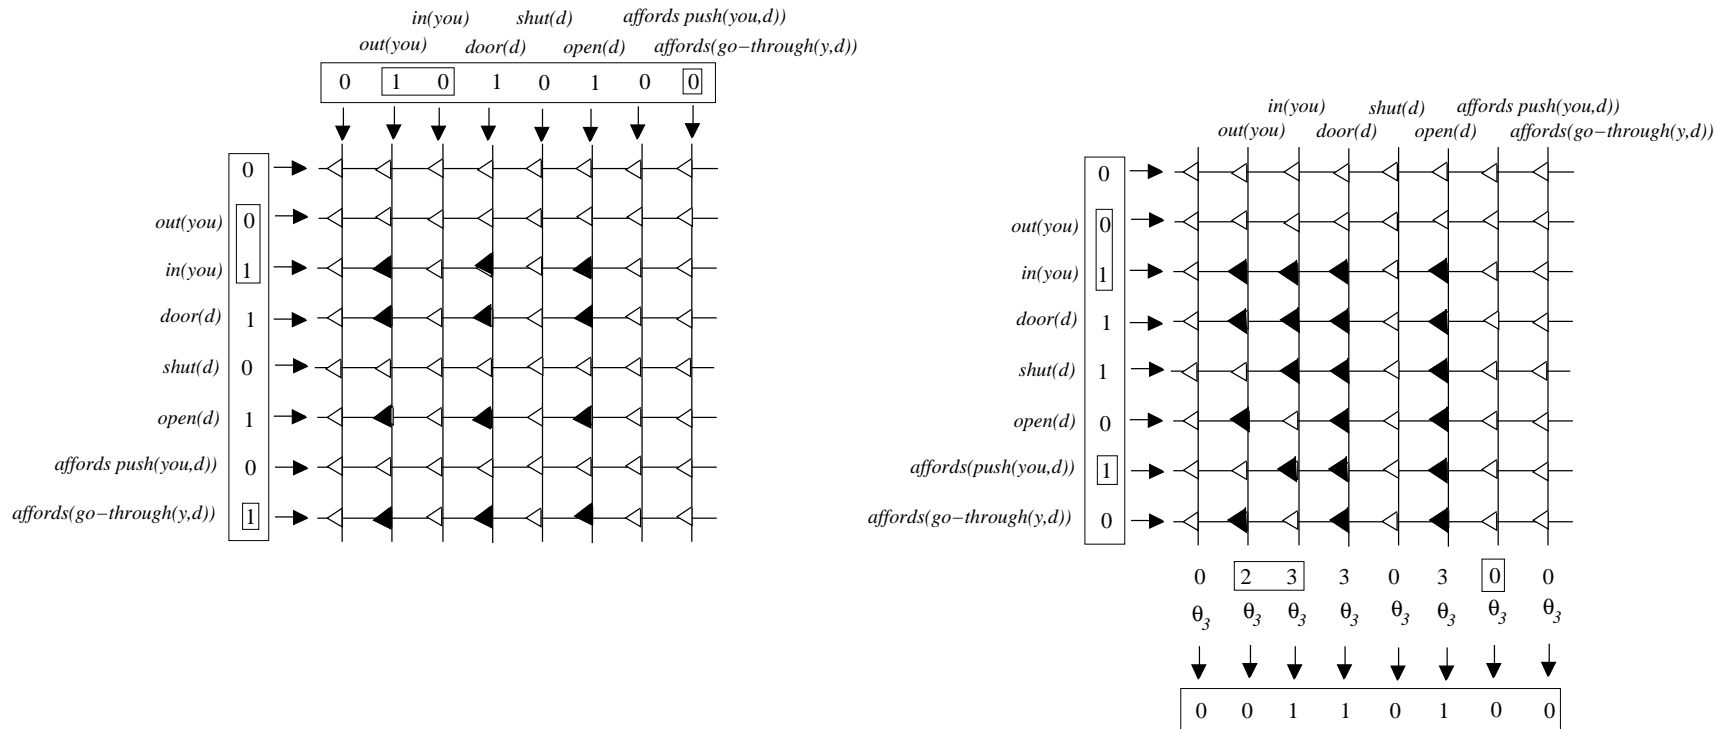 in(you) shut(d) affords push(you,d))
out(you) door(d) open(d) affords(go−through(y,d))
0 1 0 1 0 1 0 0
0
out(you) 0
in(you) 1
door(d) 1
shut(d) 0
open(d) 1
affords push(you,d)) 0
affords(go−through(y,d)) 1
in(you) shut(d) affords push(you,d))
out(you) door(d) open(d) affords(go−through(y,d))
0
out(you) 0
in(you) 1
door(d) 1
shut(d) 1
open(d) 0
affords(push(you,d)) 1
affords(go−through(y,d)) 0
0 2 3 3 0 3 0 0
θ3 θ3 θ3 θ3 θ3 θ3 θ3 θ3
0 0 1 1 0 1 0 0